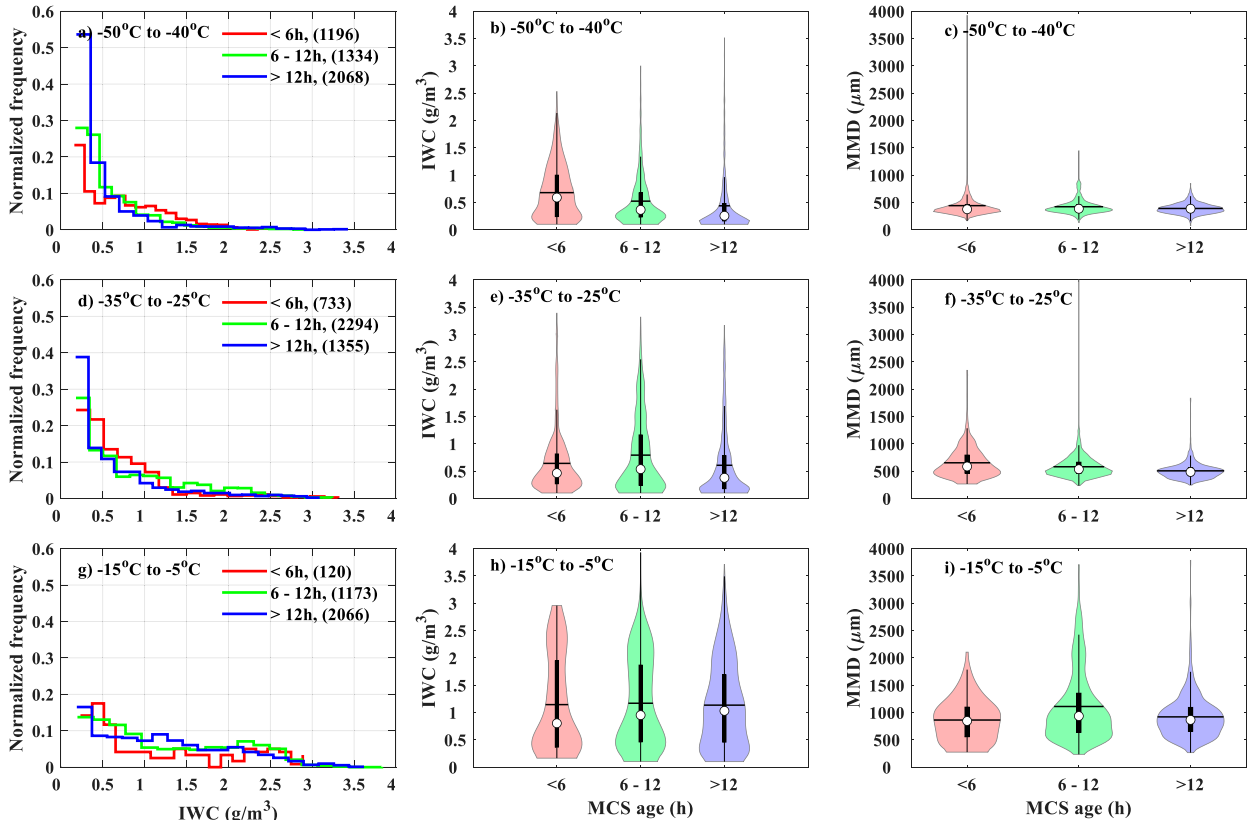 a) -50°C to -40°C
< 6h, (1196)
6 - 12h, (1334)
> 12h, (2068)
Normalized frequency
0.6
0.5
0.4
0.3
0.2
0.1
0
0 0.5 1 1.5 2 2.5 3 3.5 4
b) -50°C to -40°C
IWC (g/m³)
4
3.5
3
2.5
2
1.5
1
0.5
0
<6 6 - 12 >12
c) -50°C to -40°C
MMD (μm)
4000
3500
3000
2500
2000
1500
1000
500
0
<6 6 - 12 >12
d) -35°C to -25°C
< 6h, (733)
6 - 12h, (2294)
> 12h, (1355)
Normalized frequency
0.6
0.5
0.4
0.3
0.2
0.1
0
0 0.5 1 1.5 2 2.5 3 3.5 4
e) -35°C to -25°C
IWC (g/m³)
4
3.5
3
2.5
2
1.5
1
0.5
0
<6 6 - 12 >12
f) -35°C to -25°C
MMD (μm)
4000
3500
3000
2500
2000
1500
1000
500
0
<6 6 - 12 >12
g) -15°C to -5°C
< 6h, (120)
6 - 12h, (1173)
> 12h, (2066)
Normalized frequency
0.6
0.5
0.4
0.3
0.2
0.1
0
0 0.5 1 1.5 2 2.5 3 3.5 4
IWC (g/m³)
h) -15°C to -5°C
IWC (g/m³)
4
3.5
3
2.5
2
1.5
1
0.5
0
<6 6 - 12 >12
MCS age (h)
i) -15°C to -5°C
MMD (μm)
4000
3500
3000
2500
2000
1500
1000
500
0
<6 6 - 12 >12
MCS age (h)